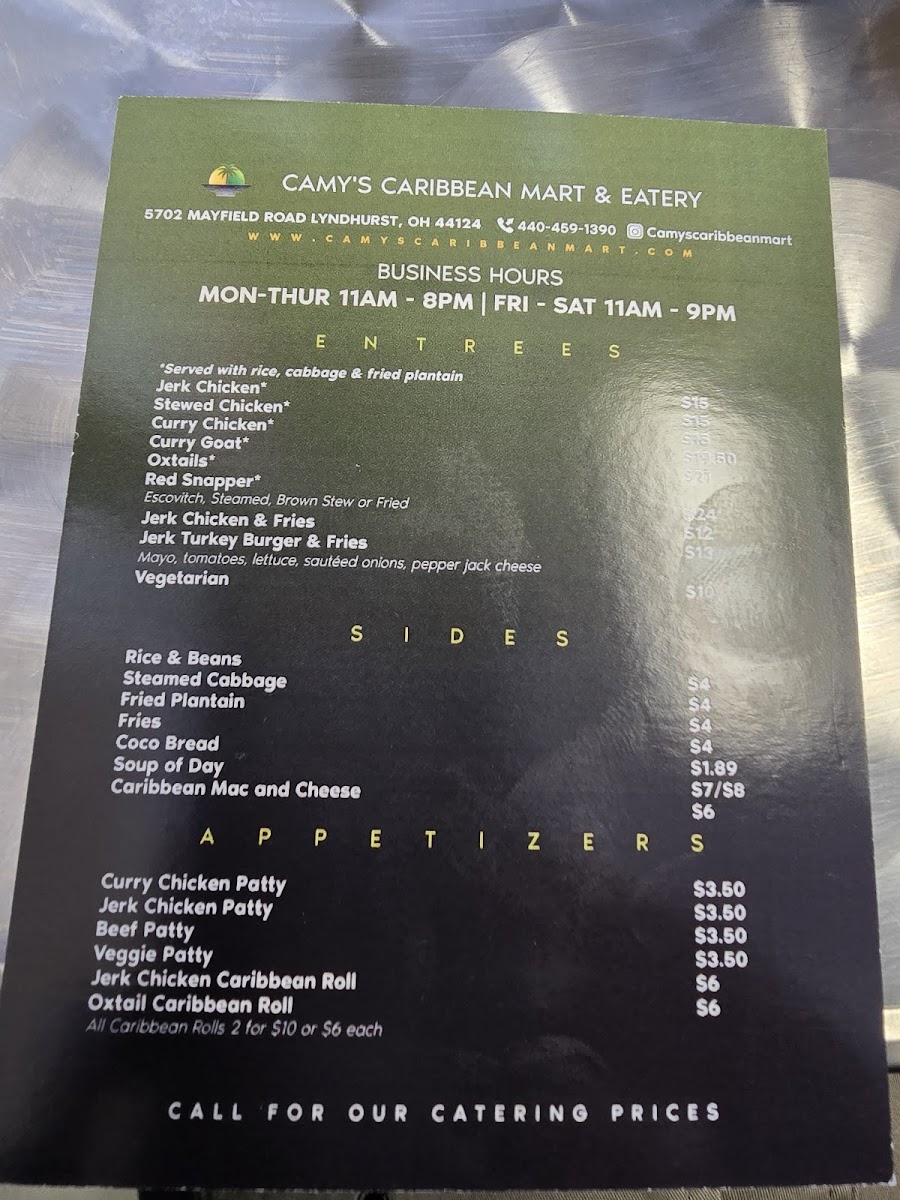 CAMY'S CARIBBEAN MART & EATERY
5702 MAYFIELD ROAD LYNDHURST, OH 44124 440-459-1390 Camyscaribbeanmart
WWW.CAMYSCARIBBEANMART.COM
BUSINESS HOURS
MON-THUR 11AM - 8PM | FRI - SAT 11AM - 9PM
ENTREES
*Served with rice, cabbage & fried plantain
Jerk Chicken* $15
Stewed Chicken* $15
Curry Chicken*
Curry Goat*
Oxtails* $21
Red Snapper* $24
Escovitch, Steamed, Brown Stew or Fried
Jerk Chicken & Fries $12
Jerk Turkey Burger & Fries $13
Mayo, tomatoes, lettuce, sautéed onions, pepper jack cheese
Vegetarian $10
SIDES
Rice & Beans $4
Steamed Cabbage $4
Fried Plantain $4
Fries $4
Coco Bread $1.89
Soup of Day $7/$8
Caribbean Mac and Cheese $6
APPETIZERS
Curry Chicken Patty $3.50
Jerk Chicken Patty $3.50
Beef Patty $3.50
Veggie Patty $3.50
Jerk Chicken Caribbean Roll $6
Oxtail Caribbean Roll $6
All Caribbean Rolls 2 for $10 or $6 each
CALL FOR OUR CATERING PRICES